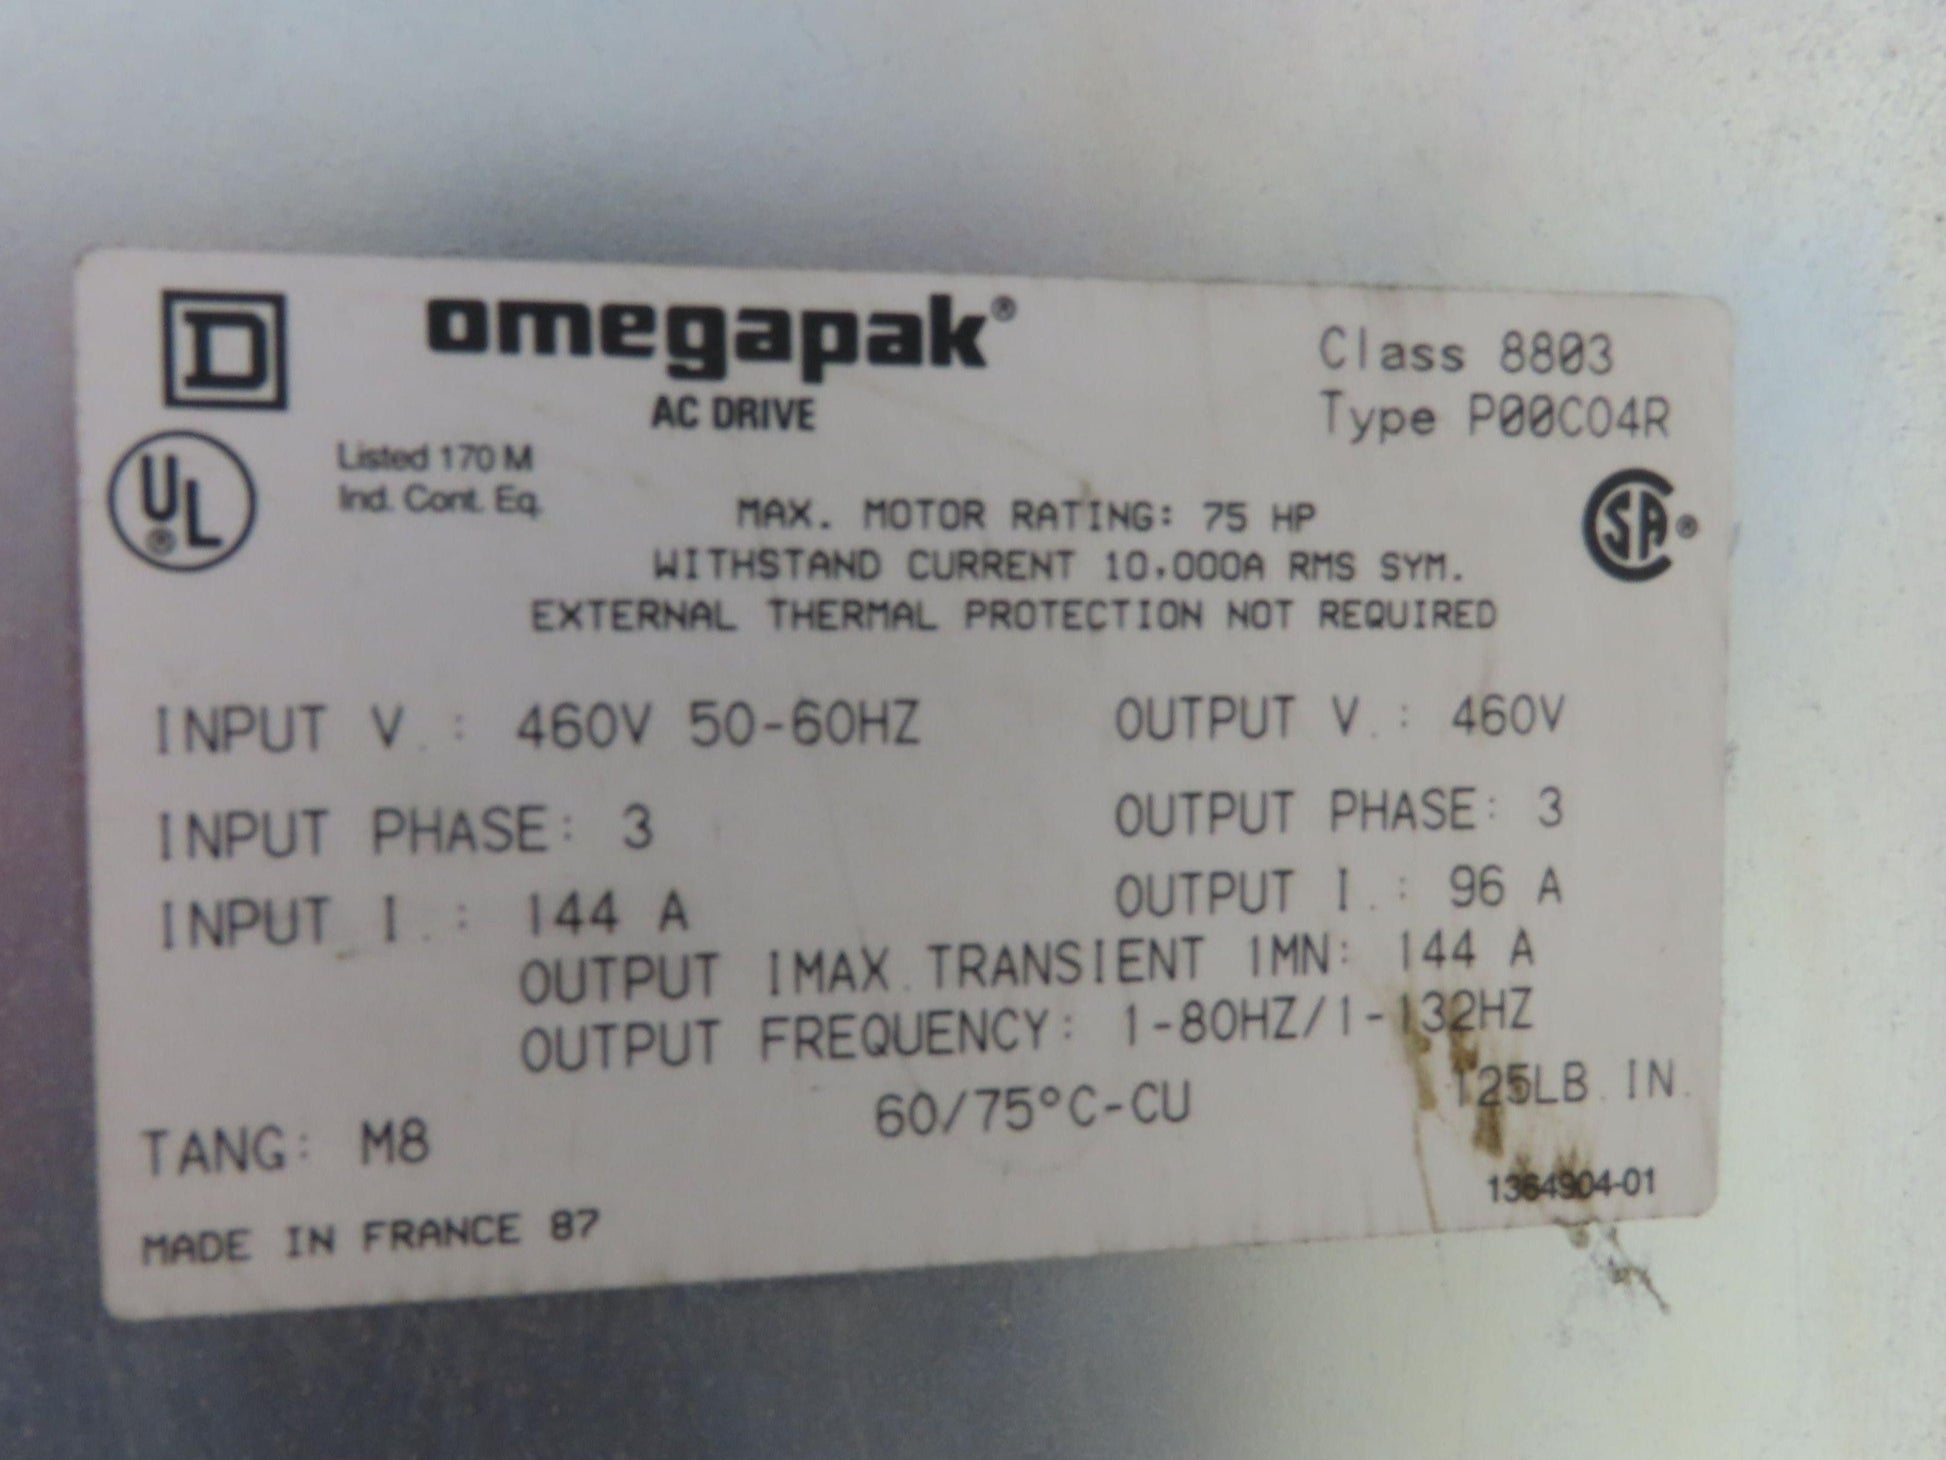 D
omegapak®
AC DRIVE
Class 8803
Type P00C04R
UL®
Listed 170 M
Ind. Cont. Eq.
SA®
MAX. MOTOR RATING: 75 HP
WITHSTAND CURRENT 10,000A RMS SYM.
EXTERNAL THERMAL PROTECTION NOT REQUIRED
INPUT V.: 460V 50-60HZ
OUTPUT V.: 460V
INPUT PHASE: 3
OUTPUT PHASE: 3
INPUT I.: 144 A
OUTPUT I.: 96 A
OUTPUT IMAX.TRANSIENT 1MN: 144 A
OUTPUT FREQUENCY: 1-80HZ/1-132HZ
TANG: M8
60/75°C-CU
125LB.IN.
MADE IN FRANCE 87
1364904-01